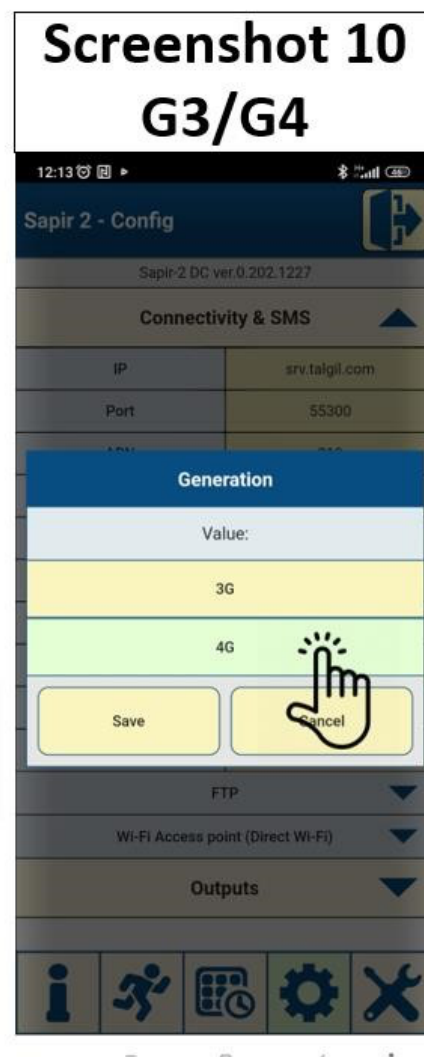 Screenshot 10
G3/G4
12:13
46
Sapir 2 - Config
Sapir-2 DC ver.0.202.1227
Connectivity & SMS
IP srv.talgil.com
Port 55300
Generation
Value:
3G
4G
Save Cancel
FTP
Wi-Fi Access point (Direct Wi-Fi)
Outputs